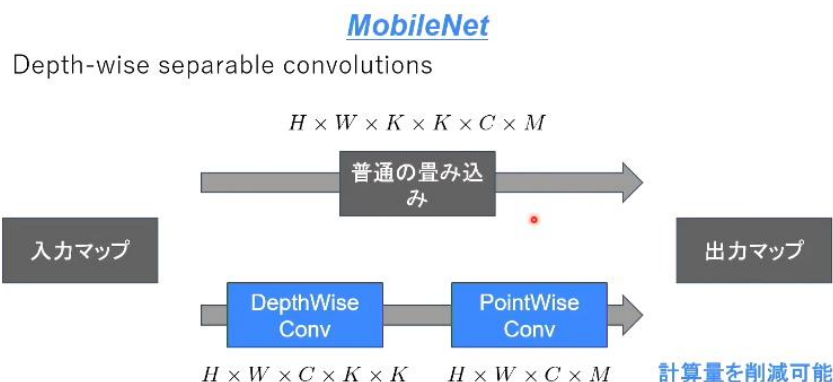 MobileNet
Depth-wise separable convolutions
H × W × K × K × C × M
普通の畳み込
み
入力マップ
出力マップ
DepthWise
Conv
PointWise
Conv
H × W × C × K × K
H × W × C × M
計算量を削減可能